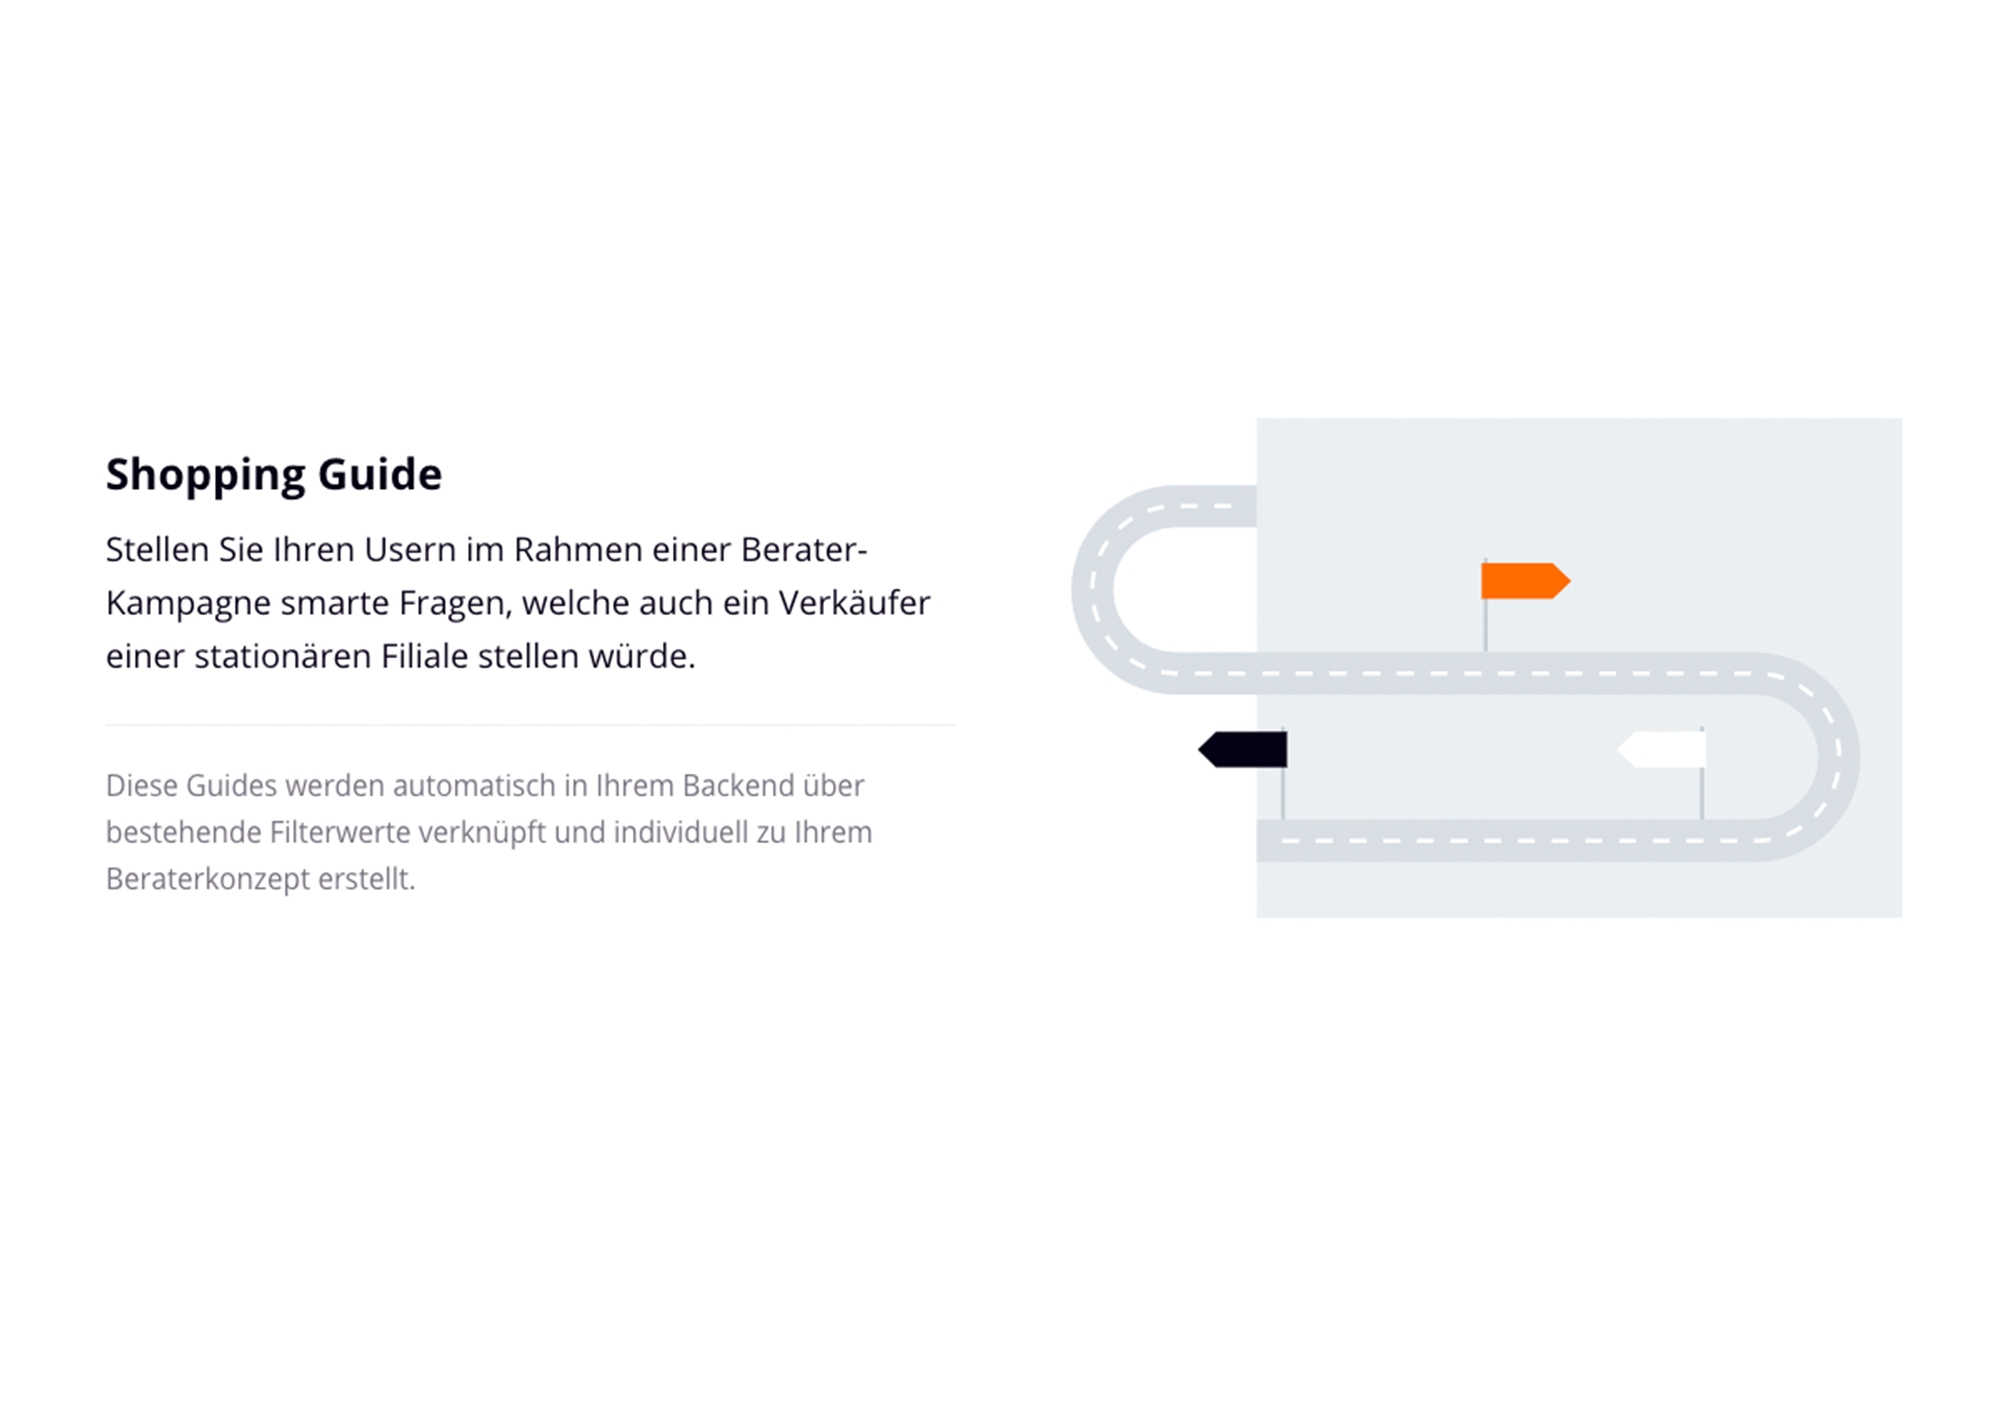 Shopping Guide
Stellen Sie Ihren Usern im Rahmen einer Berater-
Kampagne smarte Fragen, welche auch ein Verkäufer
einer stationären Filiale stellen würde.
Diese Guides werden automatisch in Ihrem Backend über
bestehende Filterwerte verknüpft und individuell zu Ihrem
Beraterkonzept erstellt.